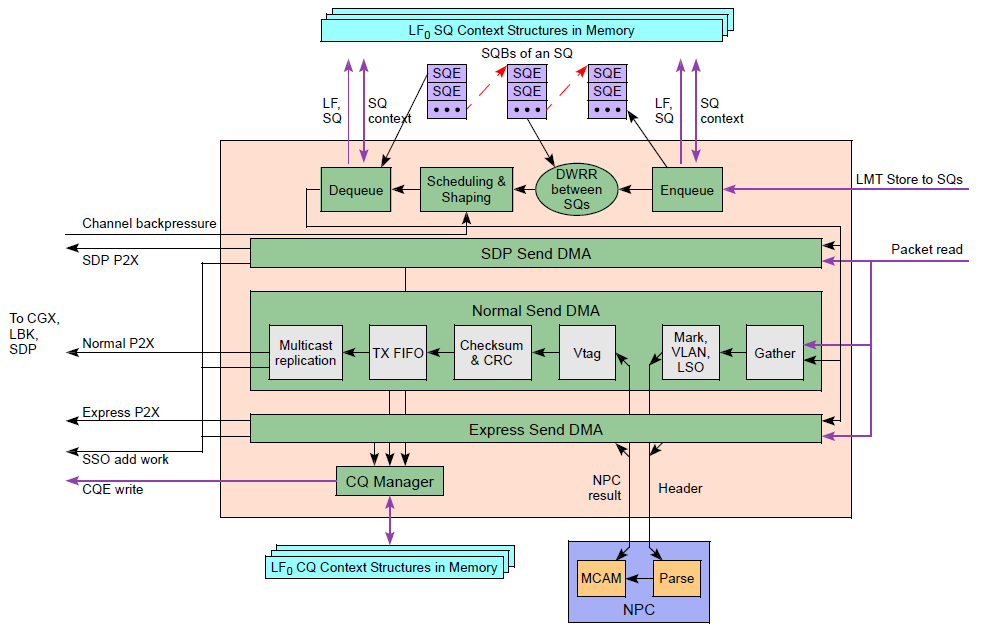 LF0 SQ Context Structures in Memory
SQBs of an SQ
SQE
SQE
• • •
SQE
SQE
• • •
SQE
SQE
• • •
LF,
SQ
SQ
context
LF,
SQ
SQ
context
Dequeue
Scheduling &
Shaping
DWRR
between
SQs
Enqueue
LMT Store to SQs
Channel backpressure
SDP P2X
SDP Send DMA
Packet read
To CGX,
LBK,
SDP
Normal P2X
Normal Send DMA
Multicast
replication
TX FIFO
Checksum
& CRC
Vtag
Mark,
VLAN,
LSO
Gather
Express P2X
Express Send DMA
SSO add work
CQE write
CQ Manager
NPC
result
Header
LF0 CQ Context Structures in Memory
MCAM
Parse
NPC